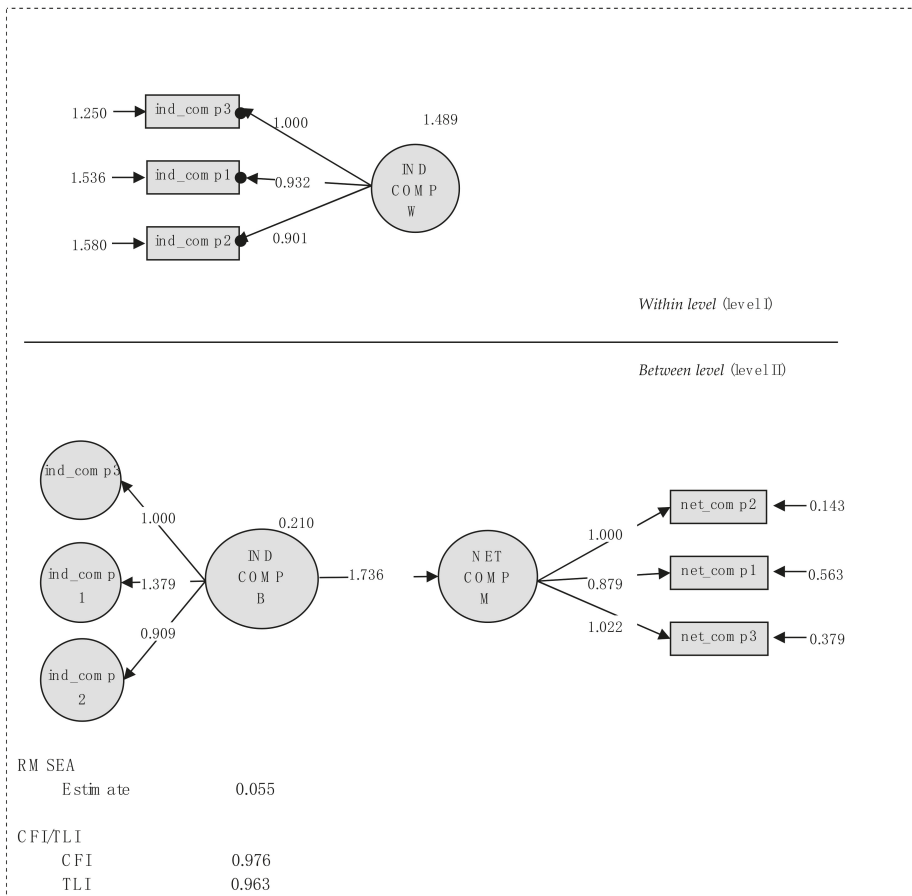 1.250
ind_comp3
1.000
1.489
1.536
ind_comp1
0.932
IND
COMP
W
1.580
ind_comp2
0.901
Within level (level I)
Between level (level II)
ind_comp3
1.000
ind_comp
1
1.379
ind_comp
2
0.909
0.210
IND
COMP
B
1.736
NET
COMP
M
1.000
net_comp2
0.143
0.879
net_comp1
0.563
1.022
net_comp3
0.379
RMSEA
Estimate 0.055
CFI/TLI
CFI 0.976
TLI 0.963